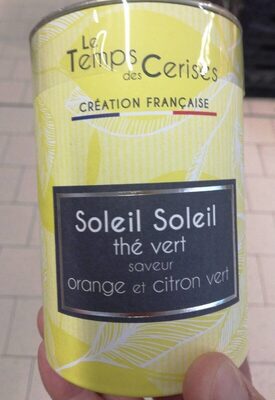 Le
Temps
des Cerises
CRÉATION FRANÇAISE
Soleil Soleil
thé vert
saveur
orange et citron vert